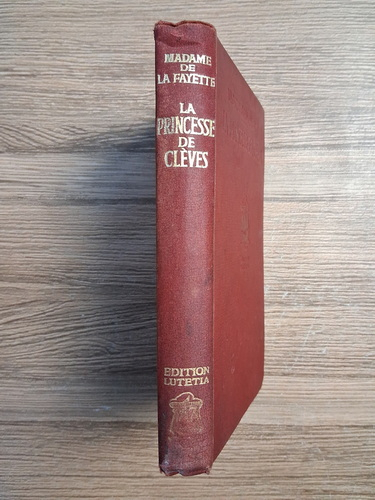 MADAME
DE
LA FAYETTE
LA
PRINCESSE
DE
CLÈVES
EDITION
LUTETIA